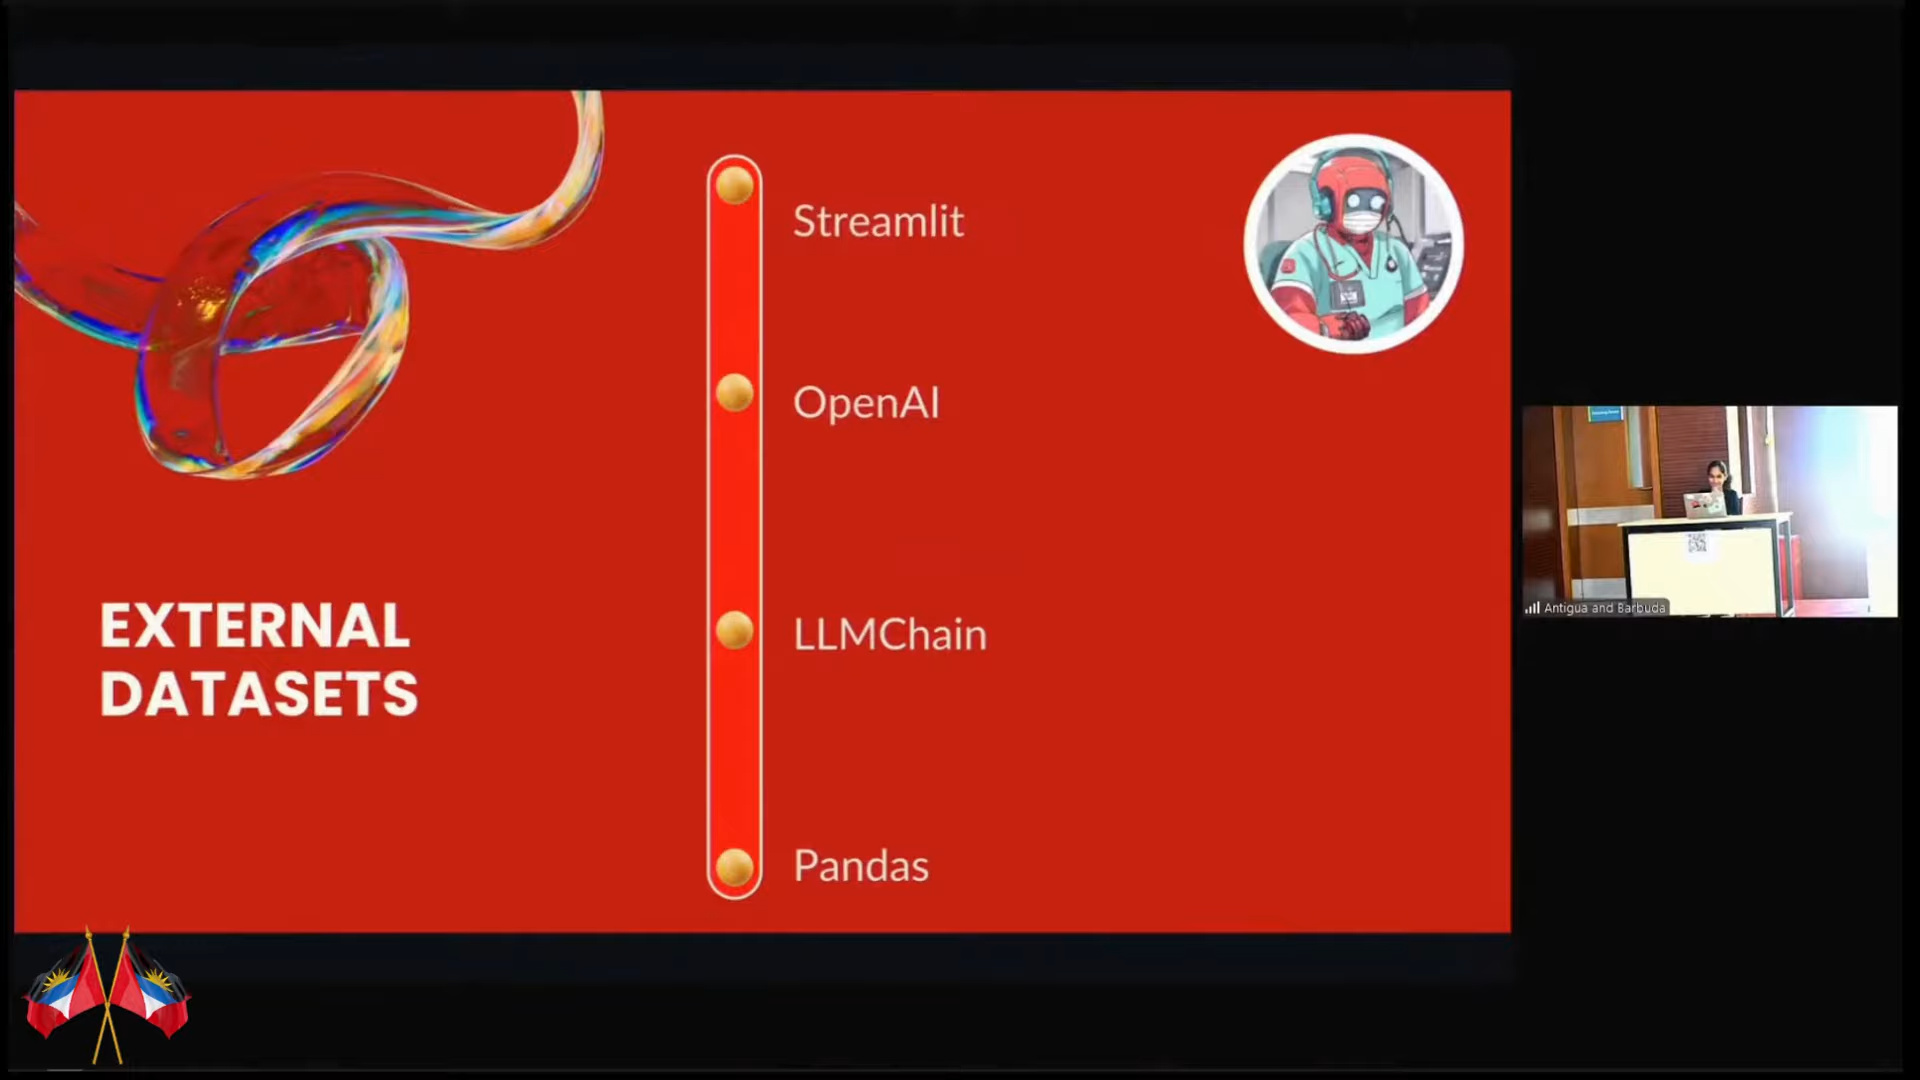 EXTERNAL
DATASETS
Streamlit
OpenAI
LLMChain
Pandas
Antigua and Barbuda